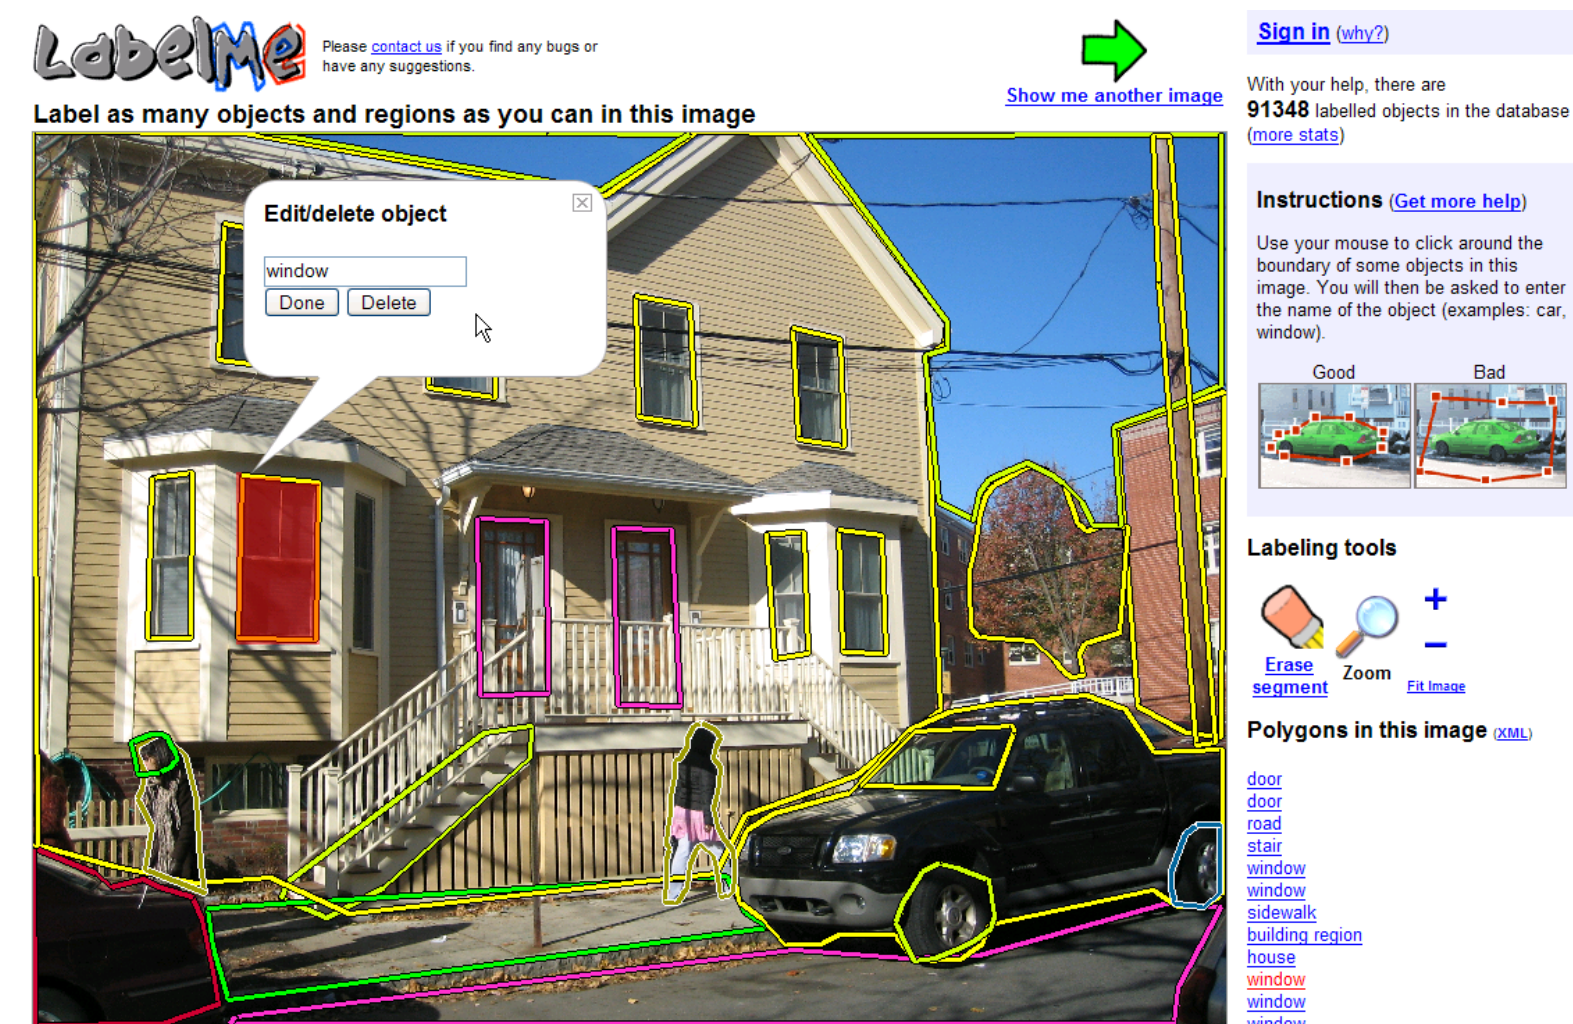 LabelMe
Please contact us if you find any bugs or
have any suggestions.
Show me another image
Label as many objects and regions as you can in this image
Edit/delete object
window
Done Delete
Sign in (why?)
With your help, there are
91348 labelled objects in the database
(more stats)
Instructions (Get more help)
Use your mouse to click around the
boundary of some objects in this
image. You will then be asked to enter
the name of the object (examples: car,
window).
Good Bad
Labeling tools
Erase
segment
Zoom
+
–
Fit Image
Polygons in this image (XML)
door
door
road
stair
window
window
sidewalk
building region
house
window
window
window